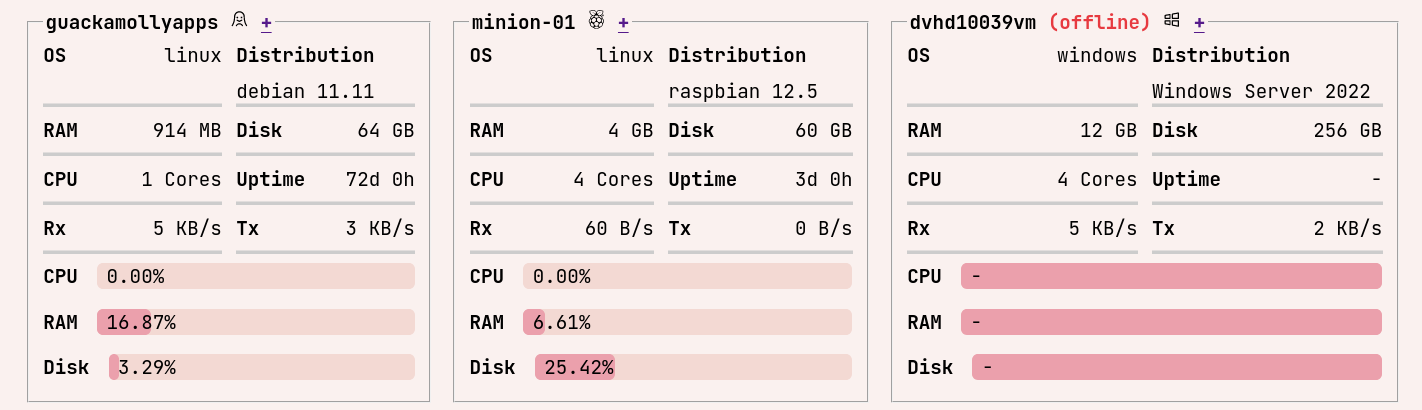 guackamollyapps +
OS linux Distribution
debian 11.11
RAM 914 MB Disk 64 GB
CPU 1 Cores Uptime 72d 0h
Rx 5 KB/s Tx 3 KB/s
CPU 0.00%
RAM 16.87%
Disk 3.29%
minion-01 +
OS linux Distribution
raspbian 12.5
RAM 4 GB Disk 60 GB
CPU 4 Cores Uptime 3d 0h
Rx 60 B/s Tx 0 B/s
CPU 0.00%
RAM 6.61%
Disk 25.42%
dvhd10039vm (offline) +
OS windows Distribution
Windows Server 2022
RAM 12 GB Disk 256 GB
CPU 4 Cores Uptime -
Rx 5 KB/s Tx 2 KB/s
CPU -
RAM -
Disk -